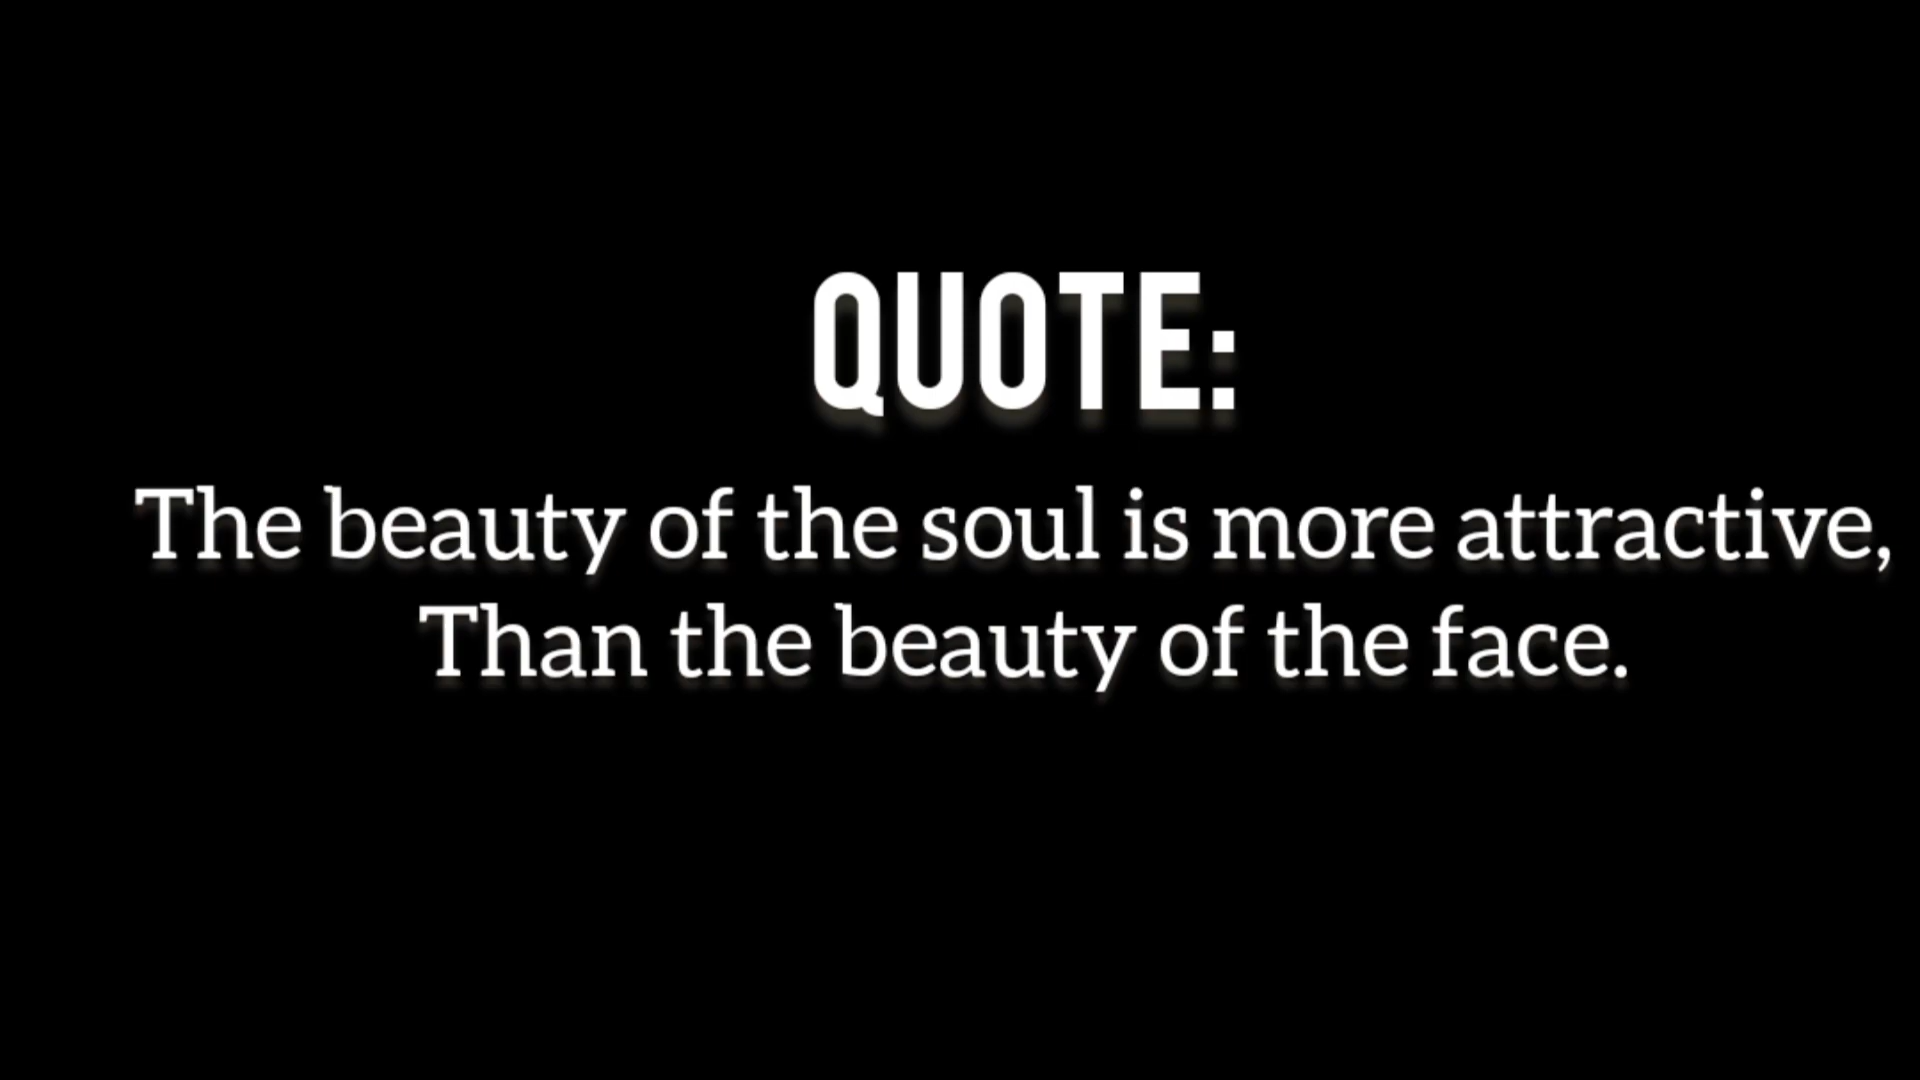 QUOTE:
The beauty of the soul is more attractive,
Than the beauty of the face.